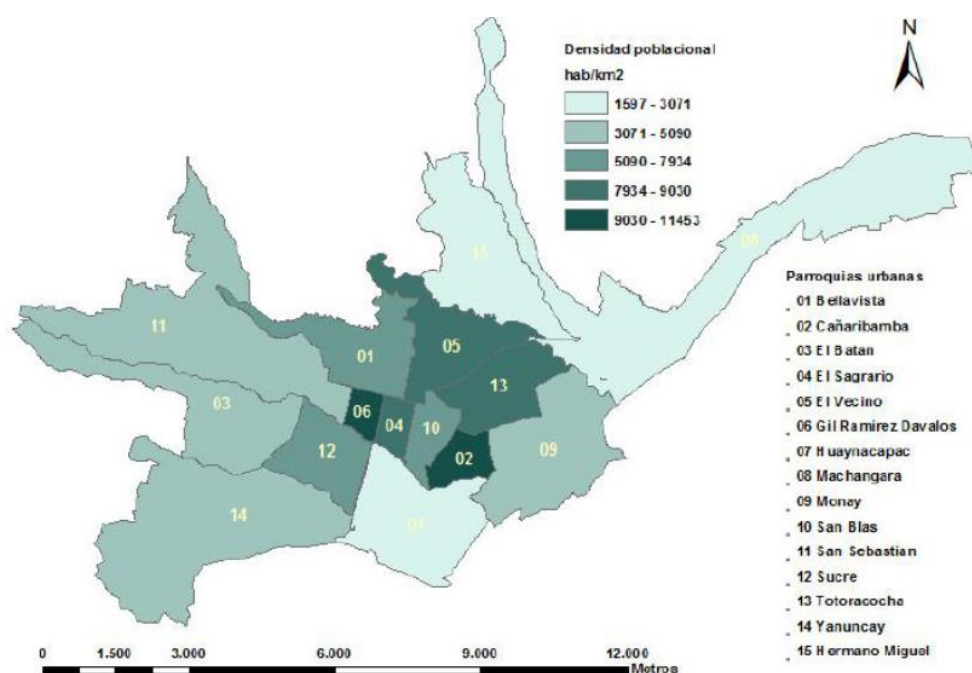 N
Densidad poblacional
hab/km2
1597 - 3071
3071 - 5090
5090 - 7934
7934 - 9030
9030 - 11453
15
08
11
01
05
13
03
06
04
10
12
02
09
14
07
Parroquias urbanas
01 Bellavista
02 Cañaribamba
03 El Batan
04 El Sagrario
05 El Vecino
06 Gil Ramirez Davalos
07 Huaynacapac
08 Machangara
09 Monay
10 San Blas
11 San Sebastian
12 Sucre
13 Totoracocha
14 Yanuncay
15 Hermano Miguel
0 1.500 3.000 6.000 9.000 12.000
Metros